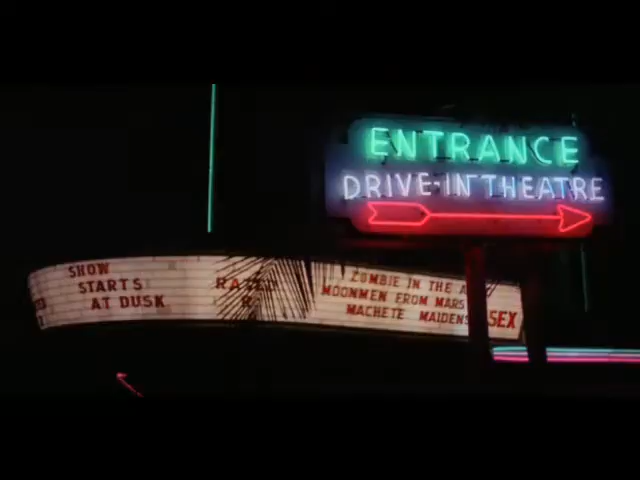 ENTRANCE
DRIVE-IN THEATRE
SHOW
STARTS
AT DUSK
RATED
R
ZOMBIE IN THE
MOONMEN FROM MARS
MACHETE MAIDENS
SEX